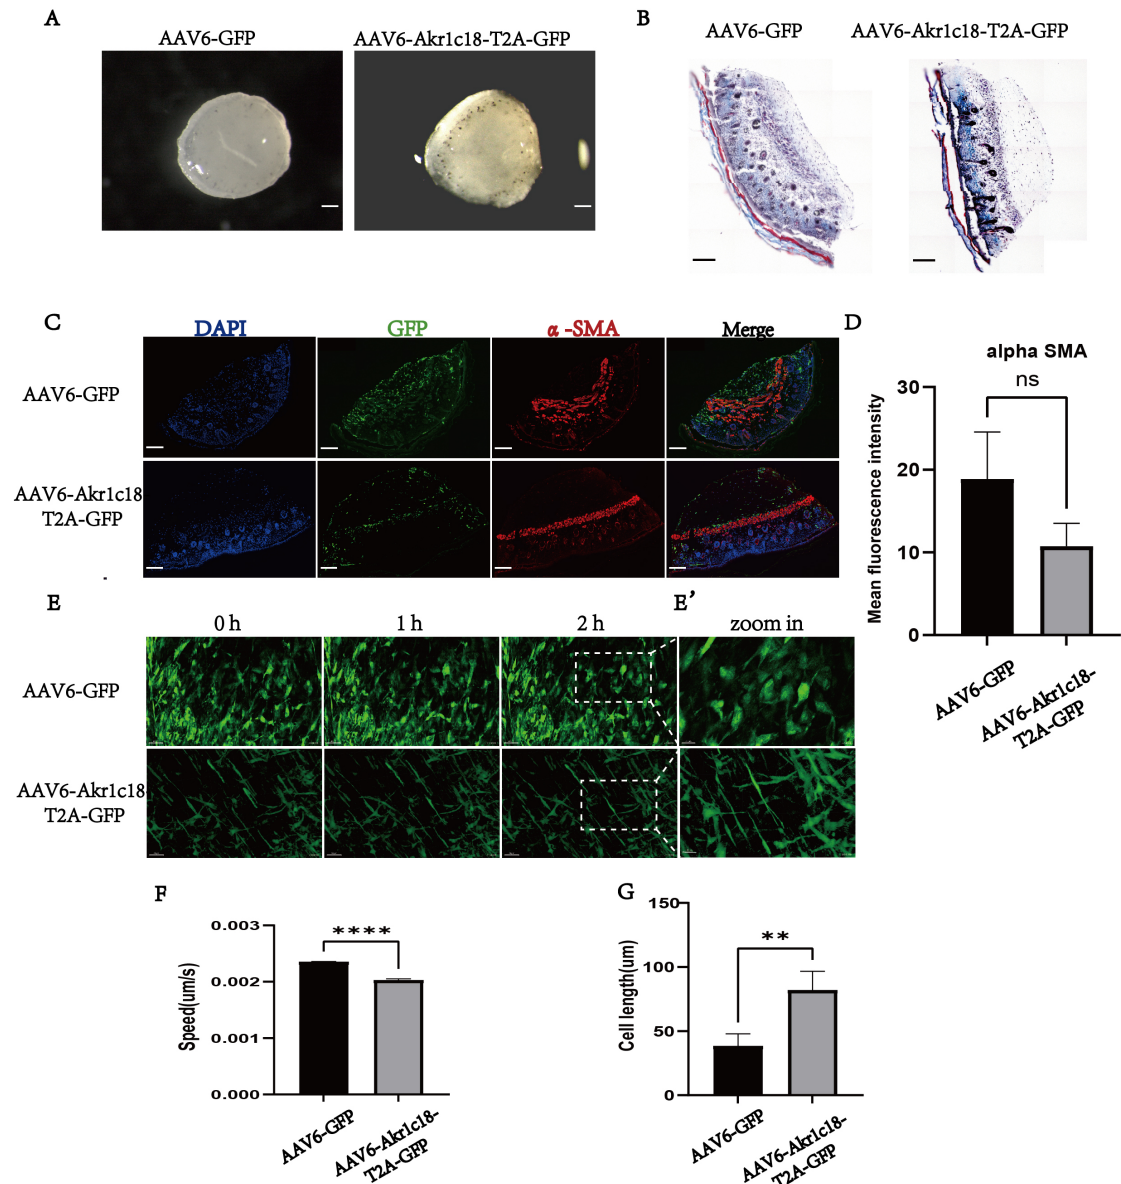 A
AAV6-GFP
AAV6-Akr1c18-T2A-GFP
B
AAV6-GFP
AAV6-Akr1c18-T2A-GFP
C
DAPI
GFP
α-SMA
Merge
AAV6-GFP
AAV6-Akr1c18
T2A-GFP
D
alpha SMA
ns
30
20
10
0
Mean fluorescence intensity
AAV6-GFP
AAV6-Akr1c18-
T2A-GFP
E
0 h
1 h
2 h
E'
zoom in
AAV6-GFP
AAV6-Akr1c18
T2A-GFP
F
0.003
0.002
0.001
0.000
Speed(um/s)
****
AAV6-GFP
AAV6-Akr1c18-
T2A-GFP
G
150
100
50
0
Cell length(um)
**
AAV6-GFP
AAV6-Akr1c18-
T2A-GFP